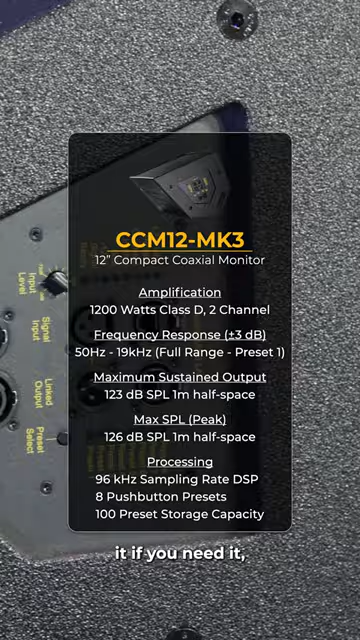 CCM12-MK3
12" Compact Coaxial Monitor
Amplification
1200 Watts Class D, 2 Channel
Frequency Response (±3 dB)
50Hz - 19kHz (Full Range - Preset 1)
Maximum Sustained Output
123 dB SPL 1m half-space
Max SPL (Peak)
126 dB SPL 1m half-space
Processing
96 kHz Sampling Rate DSP
8 Pushbutton Presets
100 Preset Storage Capacity
Input
Level
Signal
Input
Linked
Output
Preset
Select
it if you need it,